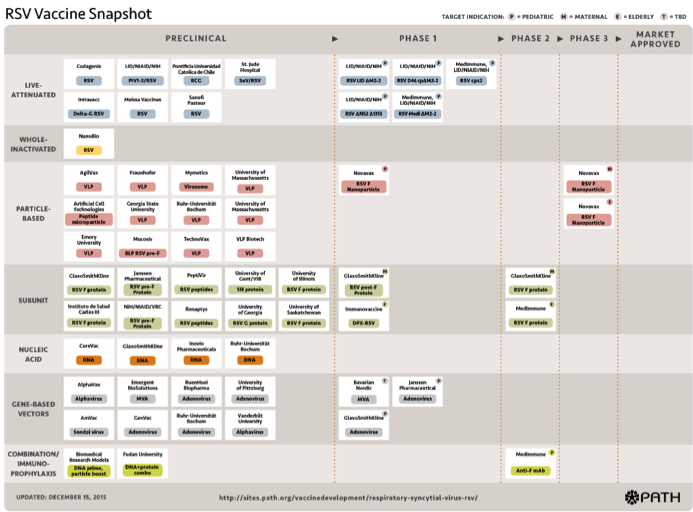 RSV Vaccine Snapshot
TARGET INDICATION: P = PEDIATRIC M = MATERNAL E = ELDERLY T = TBD
PRECLINICAL
PHASE 1
PHASE 2
PHASE 3
MARKET
APPROVED
LIVE-
ATTENUATED
Codagenix
RSV
LID/NIAID/NIH
PIV1-3/RSV
Pontificia Universidad
Catolica de Chile
BCG
St. Jude
Hospital
SeV/RSV
LID/NIAID/NIH P
RSV LID ΔM2-2
LID/NIAID/NIH P
RSV D46 cpΔM2-2
MedImmune, P
LID/NIAID/NIH
RSV cps2
Intravacc
Delta-G RSV
Meissa Vaccines
RSV
Sanofi
Pasteur
RSV
LID/NIAID/NIH P
RSV ΔNS2 Δ1313
MedImmune, P
LID/NIAID/NIH
RSV Medi ΔM2-2
WHOLE-
INACTIVATED
NanoBio
RSV
PARTICLE-
BASED
AgilVax
VLP
Fraunhofer
VLP
Mymetics
Virosome
University of
Massachusetts
VLP
Novavax P
RSV F
Nanoparticle
Novavax M
RSV F
Nanoparticle
Artificial Cell
Technologies
Peptide
microparticle
Georgia State
University
VLP
Ruhr-Universität
Bochum
VLP
University of
Massachusetts
VLP
Novavax E
RSV F
Nanoparticle
Emory
University
VLP
Mucosis
BLP RSV pre-F
TechnoVax
VLP
VLP Biotech
VLP
SUBUNIT
GlaxoSmithKline
RSV F protein
Janssen
Pharmaceutical
RSV pre-F
Protein
PeptiVir
RSV peptides
University of
Gent/VIB
SH protein
University
of Illinois
RSV F protein
GlaxoSmithKline M
RSV post-F
Protein
GlaxoSmithKline M
RSV F protein
Instituto de Salud
Carlos III
RSV F protein
NIH/NIAID/VRC
RSV pre-F
Protein
Renaptys
RSV peptides
University
of Georgia
RSV G protein
University of
Saskatchewan
RSV F protein
Immunovaccine E
DPX-RSV
MedImmune E
RSV F protein
NUCLEIC
ACID
CureVac
RNA
GlaxoSmithKline
RNA
Inovio
Pharmaceuticals
DNA
Ruhr-Universität
Bochum
DNA
GENE-BASED
VECTORS
AlphaVax
Alphavirus
Emergent
BioSolutions
MVA
RuenHuei
Biopharma
Adenovirus
University
of Pittsburg
Adenovirus
Bavarian T
Nordic
MVA
Janssen P
Pharmaceutical
Adenovirus
AmVac
Sendai virus
GenVec
Adenovirus
Ruhr-Universität
Bochum
Adenovirus
Vanderbilt
University
Alphavirus
GlaxoSmithKline P
Adenovirus
COMBINATION/
IMMUNO-
PROPHYLAXIS
Biomedical
Research Models
DNA prime,
particle boost
Fudan University
DNA+protein
combo
MedImmune P
Anti-F mAb
UPDATED: DECEMBER 15, 2015
http://sites.path.org/vaccinedevelopment/respiratory-syncytial-virus-rsv/
PATH